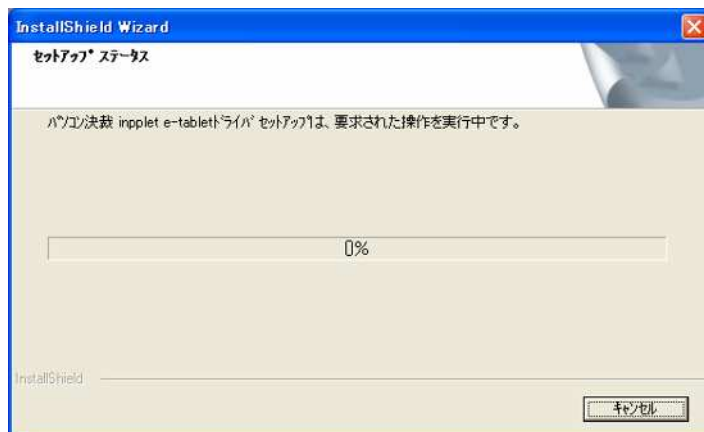 InstallShield Wizard
セットアップ ステータス
パソコン決裁 inpplet e-tabletドライバ セットアップは、要求された操作を実行中です。
0%
InstallShield
キャンセル